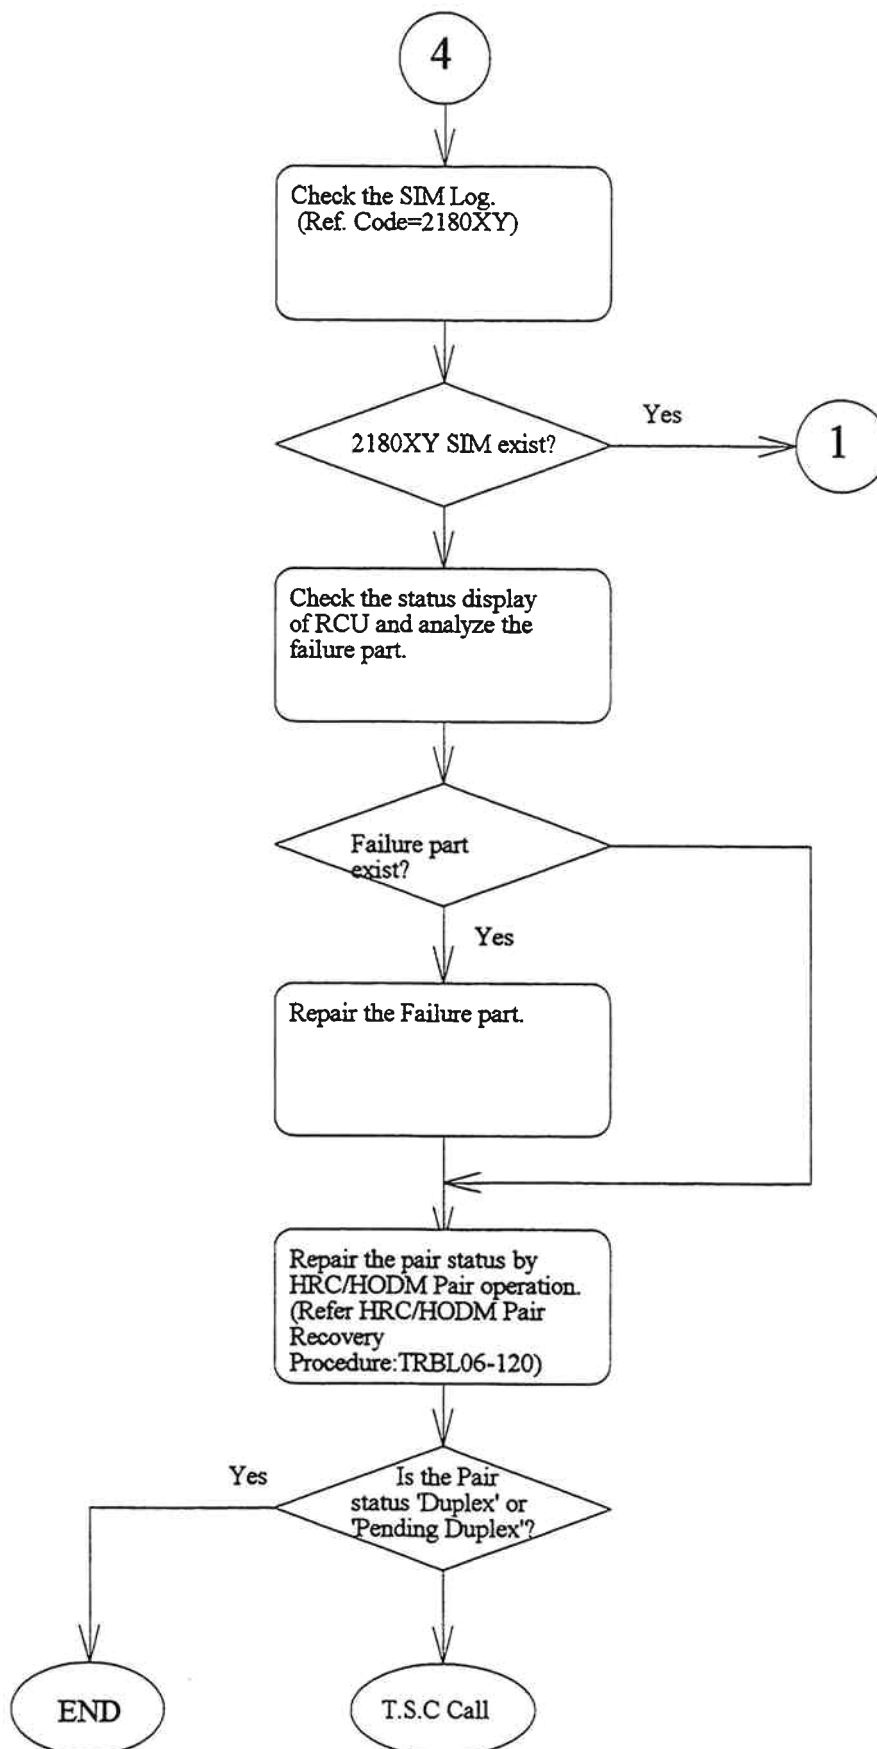 4
Check the SIM Log.
(Ref. Code=2180XY)
2180XY SIM exist?
Yes
1
Check the status display
of RCU and analyze the
failure part.
Failure part
exist?
Yes
Repair the Failure part.
Repair the pair status by
HRC/HODM Pair operation.
(Refer HRC/HODM Pair
Recovery
Procedure:TRBL06-120)
Yes
Is the Pair
status 'Duplex' or
'Pending Duplex'?
END
T.S.C Call